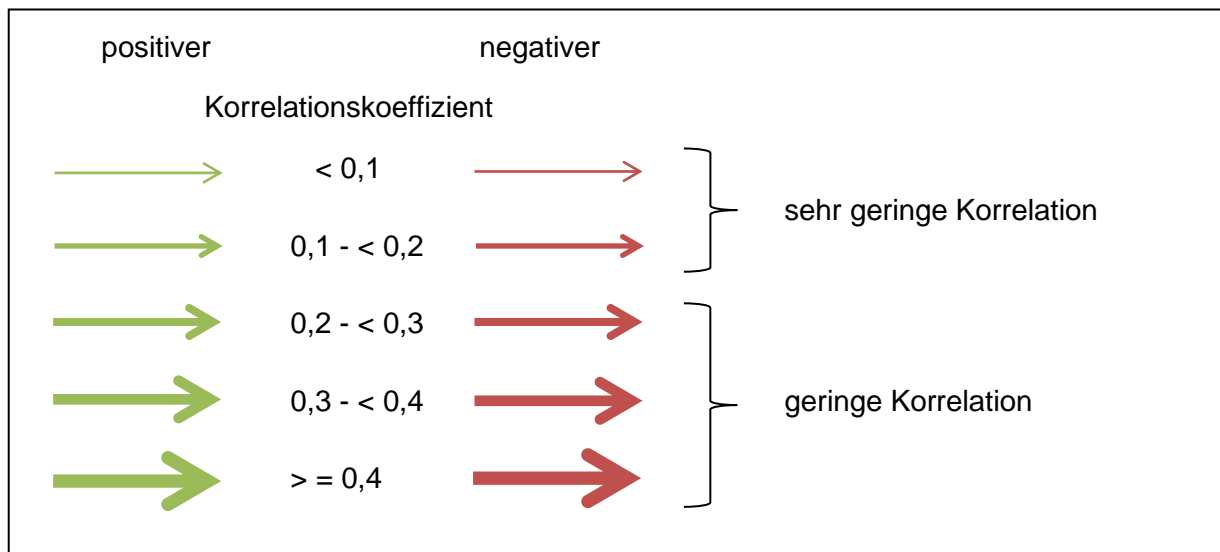 positiver negativer
Korrelationskoeffizient
< 0,1
sehr geringe Korrelation
0,1 - < 0,2
0,2 - < 0,3
0,3 - < 0,4
geringe Korrelation
> = 0,4